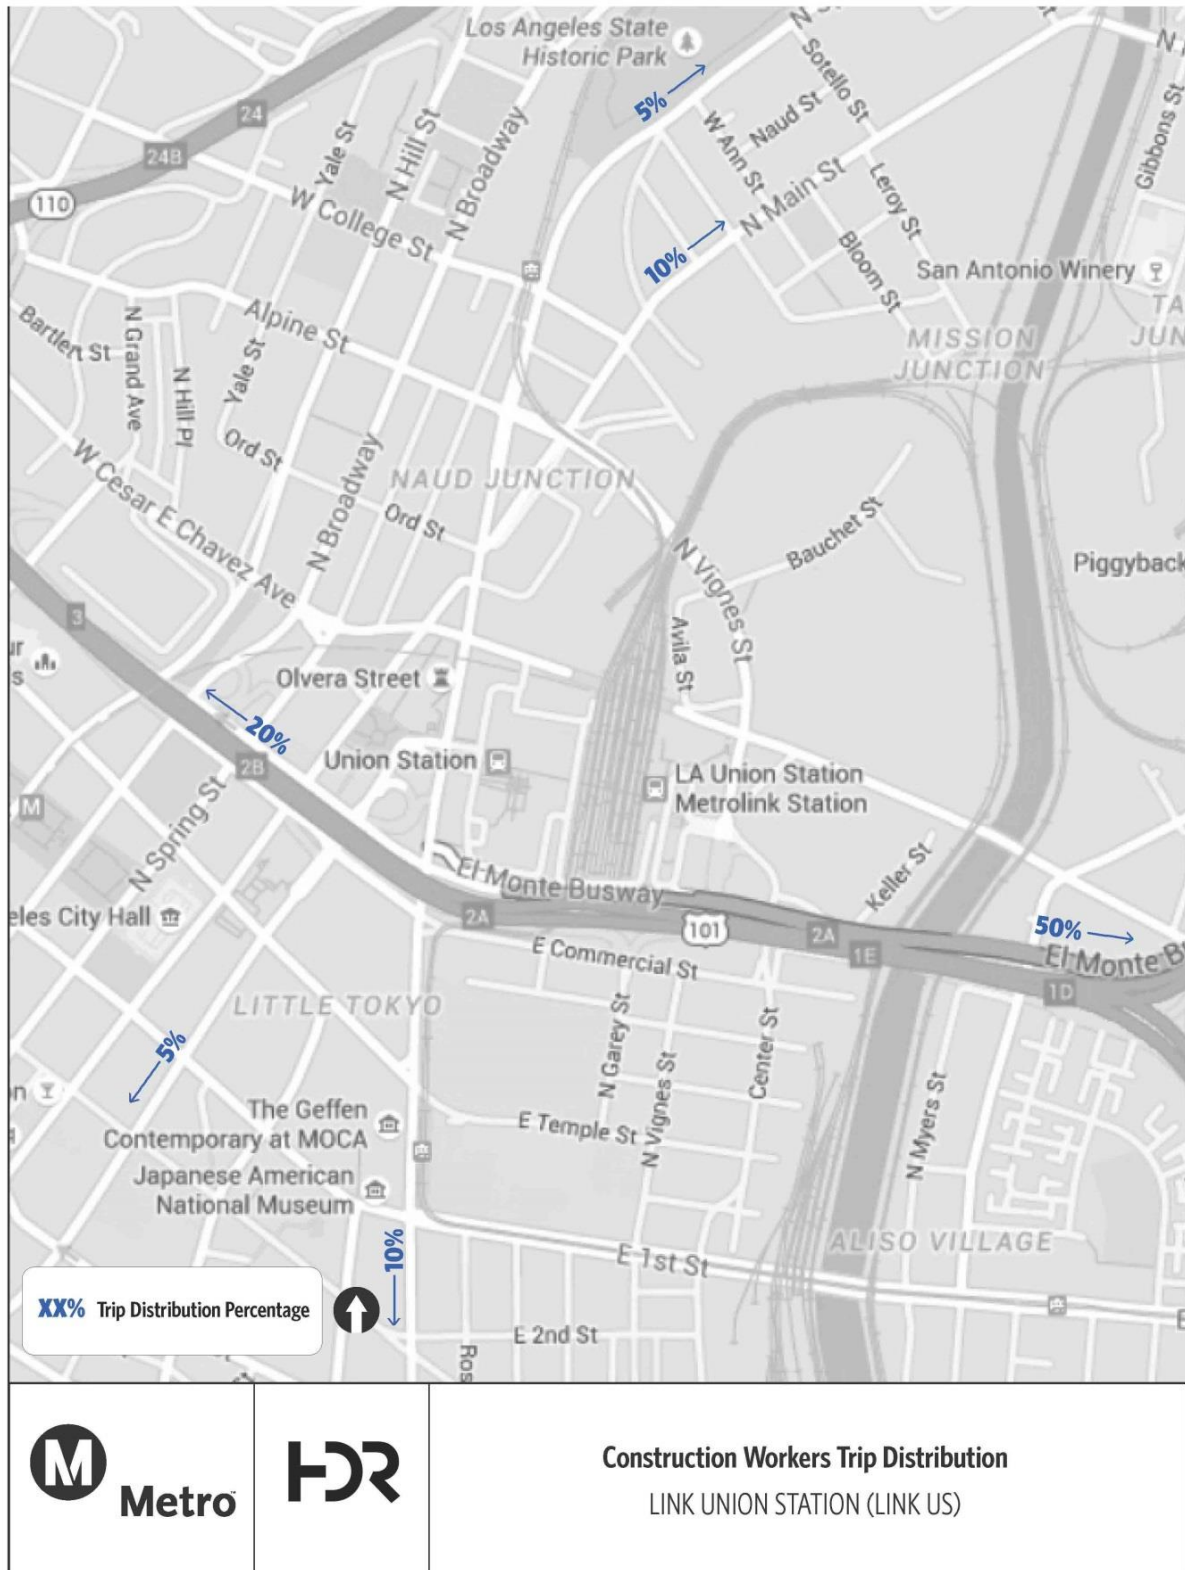 Los Angeles State
Historic Park
5%
Sotello St
Naud St
W Ann St
N Main St
Leroy St
Bloom St
Gibbons St
24
24B
110
Yale St
N Hill St
N Broadway
W College St
10%
San Antonio Winery
MISSION
JUNCTION
Alpine St
Bartlett St
N Grand Ave
N Hill Pl
Yale St
Ord St
W Cesar E Chavez Ave
N Broadway
NAUD JUNCTION
Ord St
Bauchet St
N Vignes St
Avila St
Piggyback
3
Olvera Street
20%
2B
Union Station
LA Union Station
Metrolink Station
M
N Spring St
Keller St
El Monte Busway
eles City Hall
2A
101
2A
1E
50%
El Monte B
1D
E Commercial St
LITTLE TOKYO
5%
N Garey St
N Vignes St
Center St
N Myers St
The Geffen
Contemporary at MOCA
E Temple St
Japanese American
National Museum
10%
E 1st St
ALISO VILLAGE
XX% Trip Distribution Percentage
E 2nd St
Ros
M
Metro
HDR
Construction Workers Trip Distribution
LINK UNION STATION (LINK US)